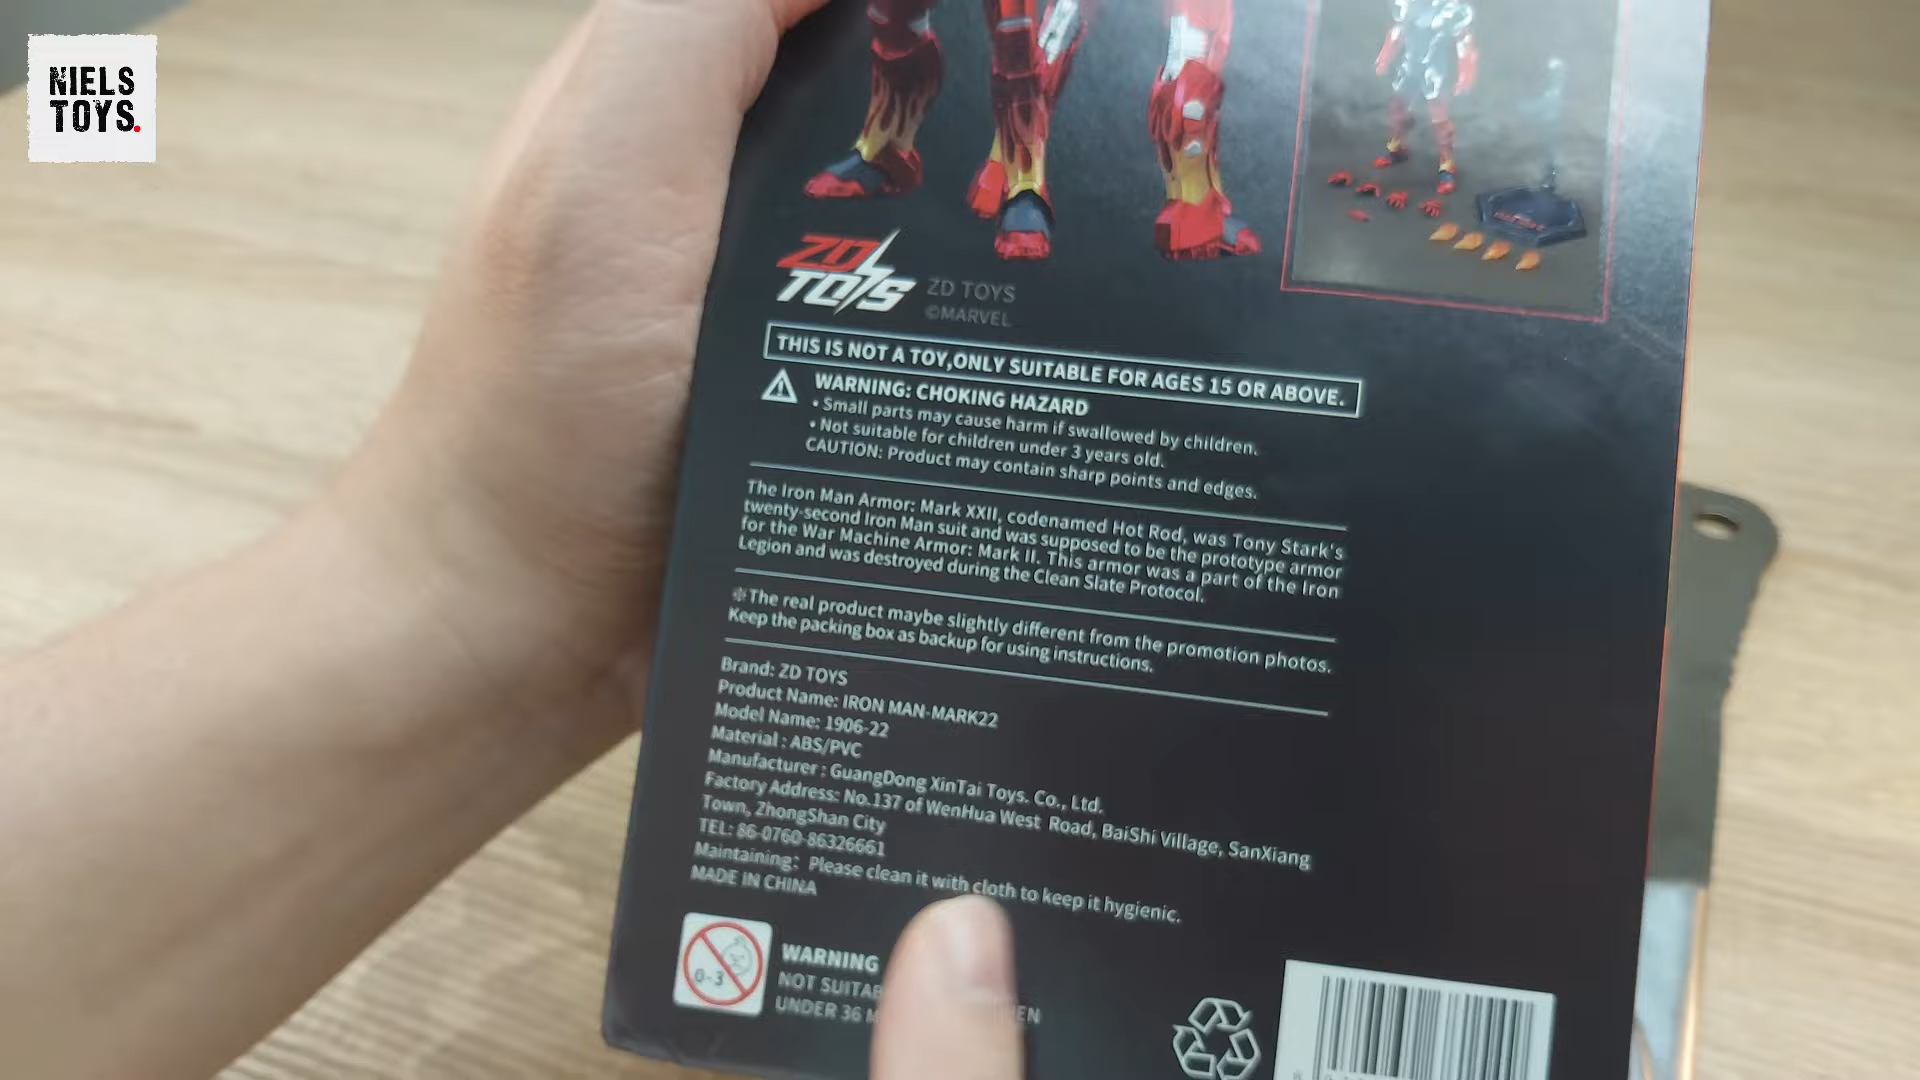 NIELS
TOYS.
ZD
TOYS
ZD TOYS
©MARVEL
THIS IS NOT A TOY,ONLY SUITABLE FOR AGES 15 OR ABOVE.
WARNING: CHOKING HAZARD
• Small parts may cause harm if swallowed by children.
• Not suitable for children under 3 years old.
CAUTION: Product may contain sharp points and edges.
The Iron Man Armor: Mark XXII, codenamed Hot Rod, was Tony Stark's
twenty-second Iron Man suit and was supposed to be the prototype armor
for the War Machine Armor: Mark II. This armor was a part of the Iron
Legion and was destroyed during the Clean Slate Protocol.
※The real product maybe slightly different from the promotion photos.
Keep the packing box as backup for using instructions.
Brand: ZD TOYS
Product Name: IRON MAN-MARK22
Model Name: 1906-22
Material : ABS/PVC
Manufacturer : GuangDong XinTai Toys. Co., Ltd.
Factory Address: No.137 of WenHua West Road, BaiShi Village, SanXiang
Town, ZhongShan City
TEL: 86-0760-86326661
Maintaining: Please clean it with cloth to keep it hygienic.
MADE IN CHINA
0-3
WARNING
NOT
UNDER 36